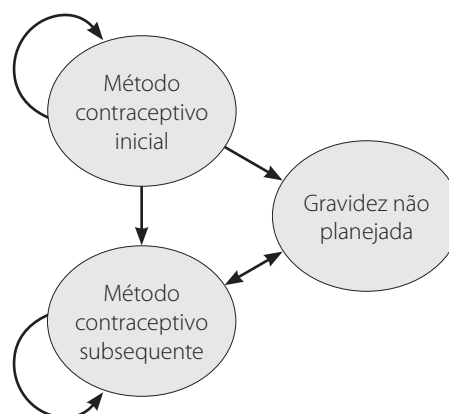 Método
contraceptivo
inicial
Gravidez não
planejada
Método
contraceptivo
subsequente